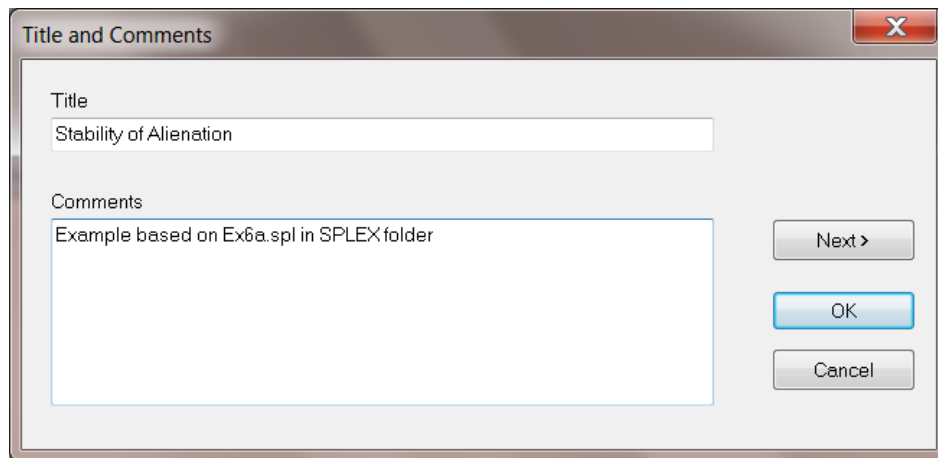 Title and Comments
Title
Stability of Alienation
Comments
Example based on Ex6a.spl in SPLEX folder
Next >
OK
Cancel